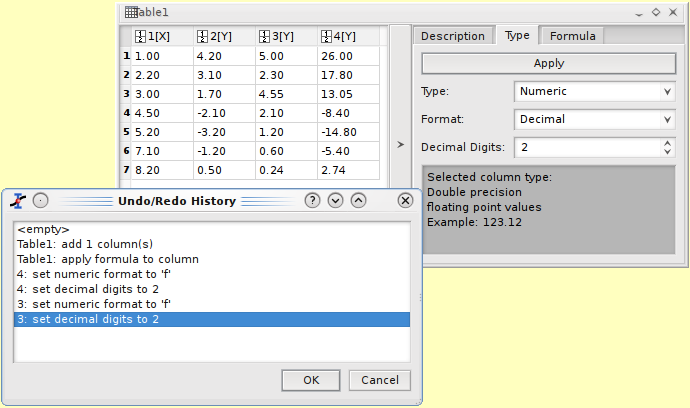 Table1
1[X] 2[Y] 3[Y] 4[Y]
1 1.00 4.20 5.00 26.00
2 2.20 3.10 2.30 17.80
3 3.00 1.70 4.55 13.05
4 4.50 -2.10 2.10 -8.40
5 5.20 -3.20 1.20 -14.80
6 7.10 -1.20 0.60 -5.40
7 8.20 0.50 0.24 2.74
Description Type Formula
Apply
Type: Numeric
Format: Decimal
Decimal Digits: 2
Selected column type:
Double precision
floating point values
Example: 123.12
Undo/Redo History
<empty>
Table1: add 1 column(s)
Table1: apply formula to column
4: set numeric format to 'f'
4: set decimal digits to 2
3: set numeric format to 'f'
3: set decimal digits to 2
OK Cancel